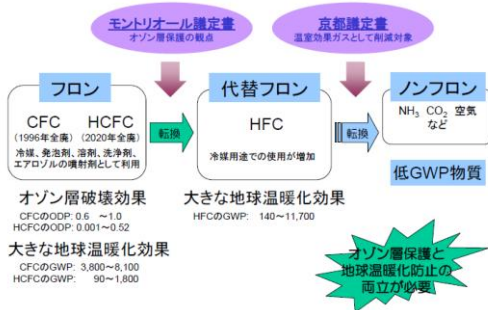 モントリオール議定書
オゾン層保護の観点
京都議定書
温室効果ガスとして削減対象
フロン
CFC HCFC
(1996年全廃) (2020年全廃)
冷媒、発泡剤、溶剤、洗浄剤、
エアロゾルの噴射剤として利用
転換
代替フロン
HFC
冷媒用途での使用が増加
転換
ノンフロン
NH₃ CO₂ 空気
など
低GWP物質
オゾン層破壊効果
CFCのODP: 0.6 ～1.0
HCFCのODP: 0.001～0.52
大きな地球温暖化効果
CFCのGWP: 3,800～8,100
HCFCのGWP: 90～1,800
大きな地球温暖化効果
HFCのGWP: 140～11,700
オゾン層保護と
地球温暖化防止の
両立が必要